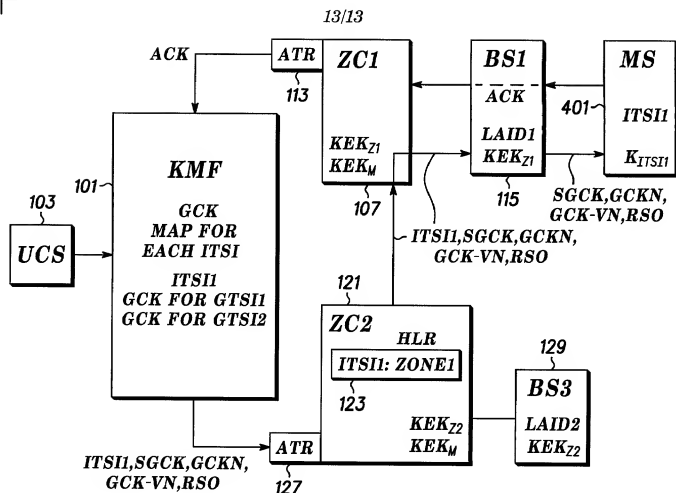 13/13
ACK
ATR
113
ZC1
KEKZ1
KEKM
107
BS1
ACK
LAID1
KEKZ1
115
MS
401
ITSI1
KITSI1
SGCK,GCKN,
GCK-VN,RSO
ITSI1,SGCK,GCKN,
GCK-VN,RSO
101
KMF
GCK
MAP FOR
EACH ITSI
ITSI1
GCK FOR GTSI1
GCK FOR GTSI2
103
UCS
121
ZC2
HLR
ITSI1: ZONE1
123
KEKZ2
KEKM
ATR
127
129
BS3
LAID2
KEKZ2
ITSI1,SGCK,GCKN,
GCK-VN,RSO